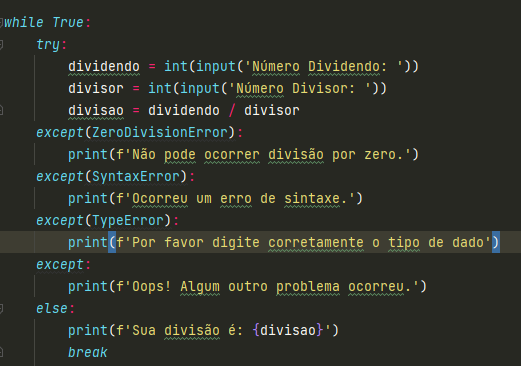 while True:
    try:
        dividendo = int(input('Número Dividendo: '))
        divisor = int(input('Número Divisor: '))
        divisao = dividendo / divisor
    except(ZeroDivisionError):
        print(f'Não pode ocorrer divisão por zero.')
    except(SyntaxError):
        print(f'Ocorreu um erro de sintaxe.')
    except(TypeError):
        print(f'Por favor digite corretamente o tipo de dado')
    except:
        print(f'Oops! Algum outro problema ocorreu.')
    else:
        print(f'Sua divisão é: {divisao}')
        break